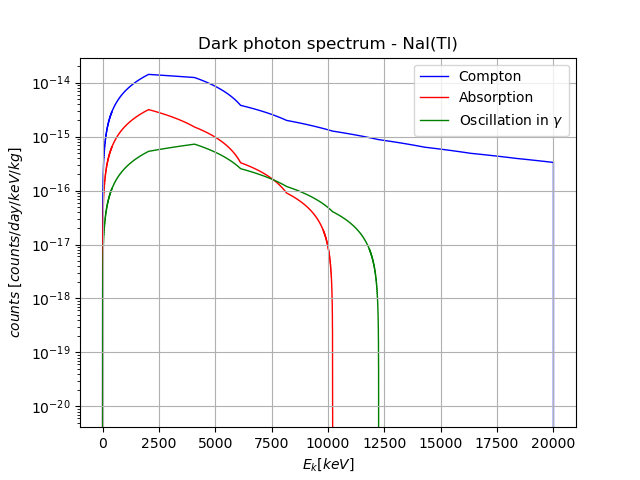 Dark photon spectrum - NaI(Tl)
Compton
Absorption
Oscillation in γ
10⁻¹⁴
10⁻¹⁵
10⁻¹⁶
10⁻¹⁷
10⁻¹⁸
10⁻¹⁹
10⁻²⁰
counts [counts/day/keV/kg]
0 2500 5000 7500 10000 12500 15000 17500 20000
Eₖ[keV]